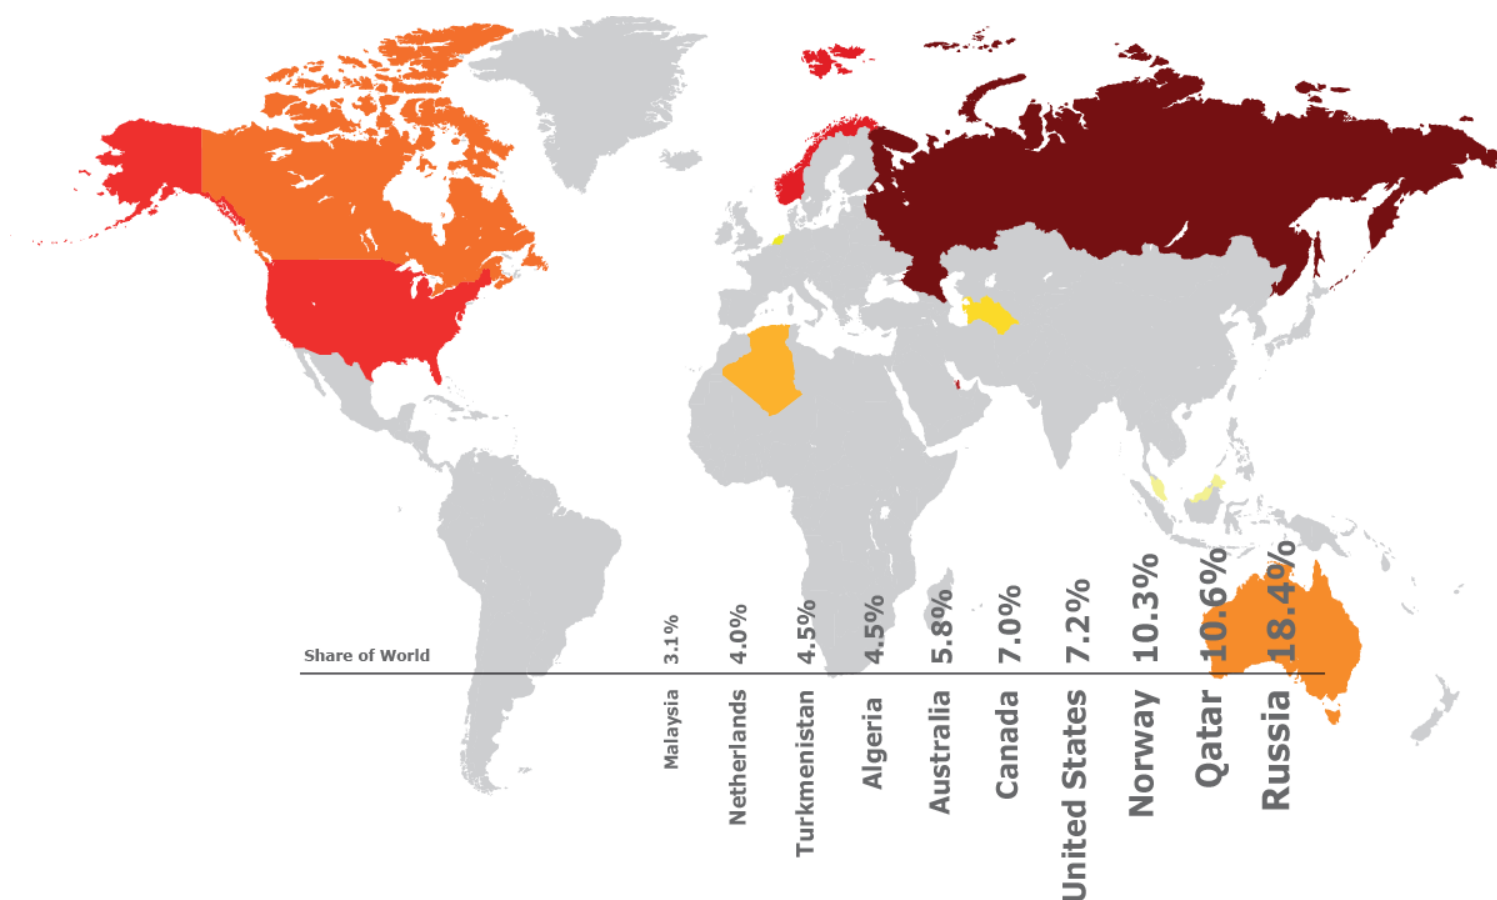 Share of World
3.1%
4.0%
4.5%
4.5%
5.8%
7.0%
7.2%
10.3%
10.6%
18.4%
Malaysia
Netherlands
Turkmenistan
Algeria
Australia
Canada
United States
Norway
Qatar
Russia